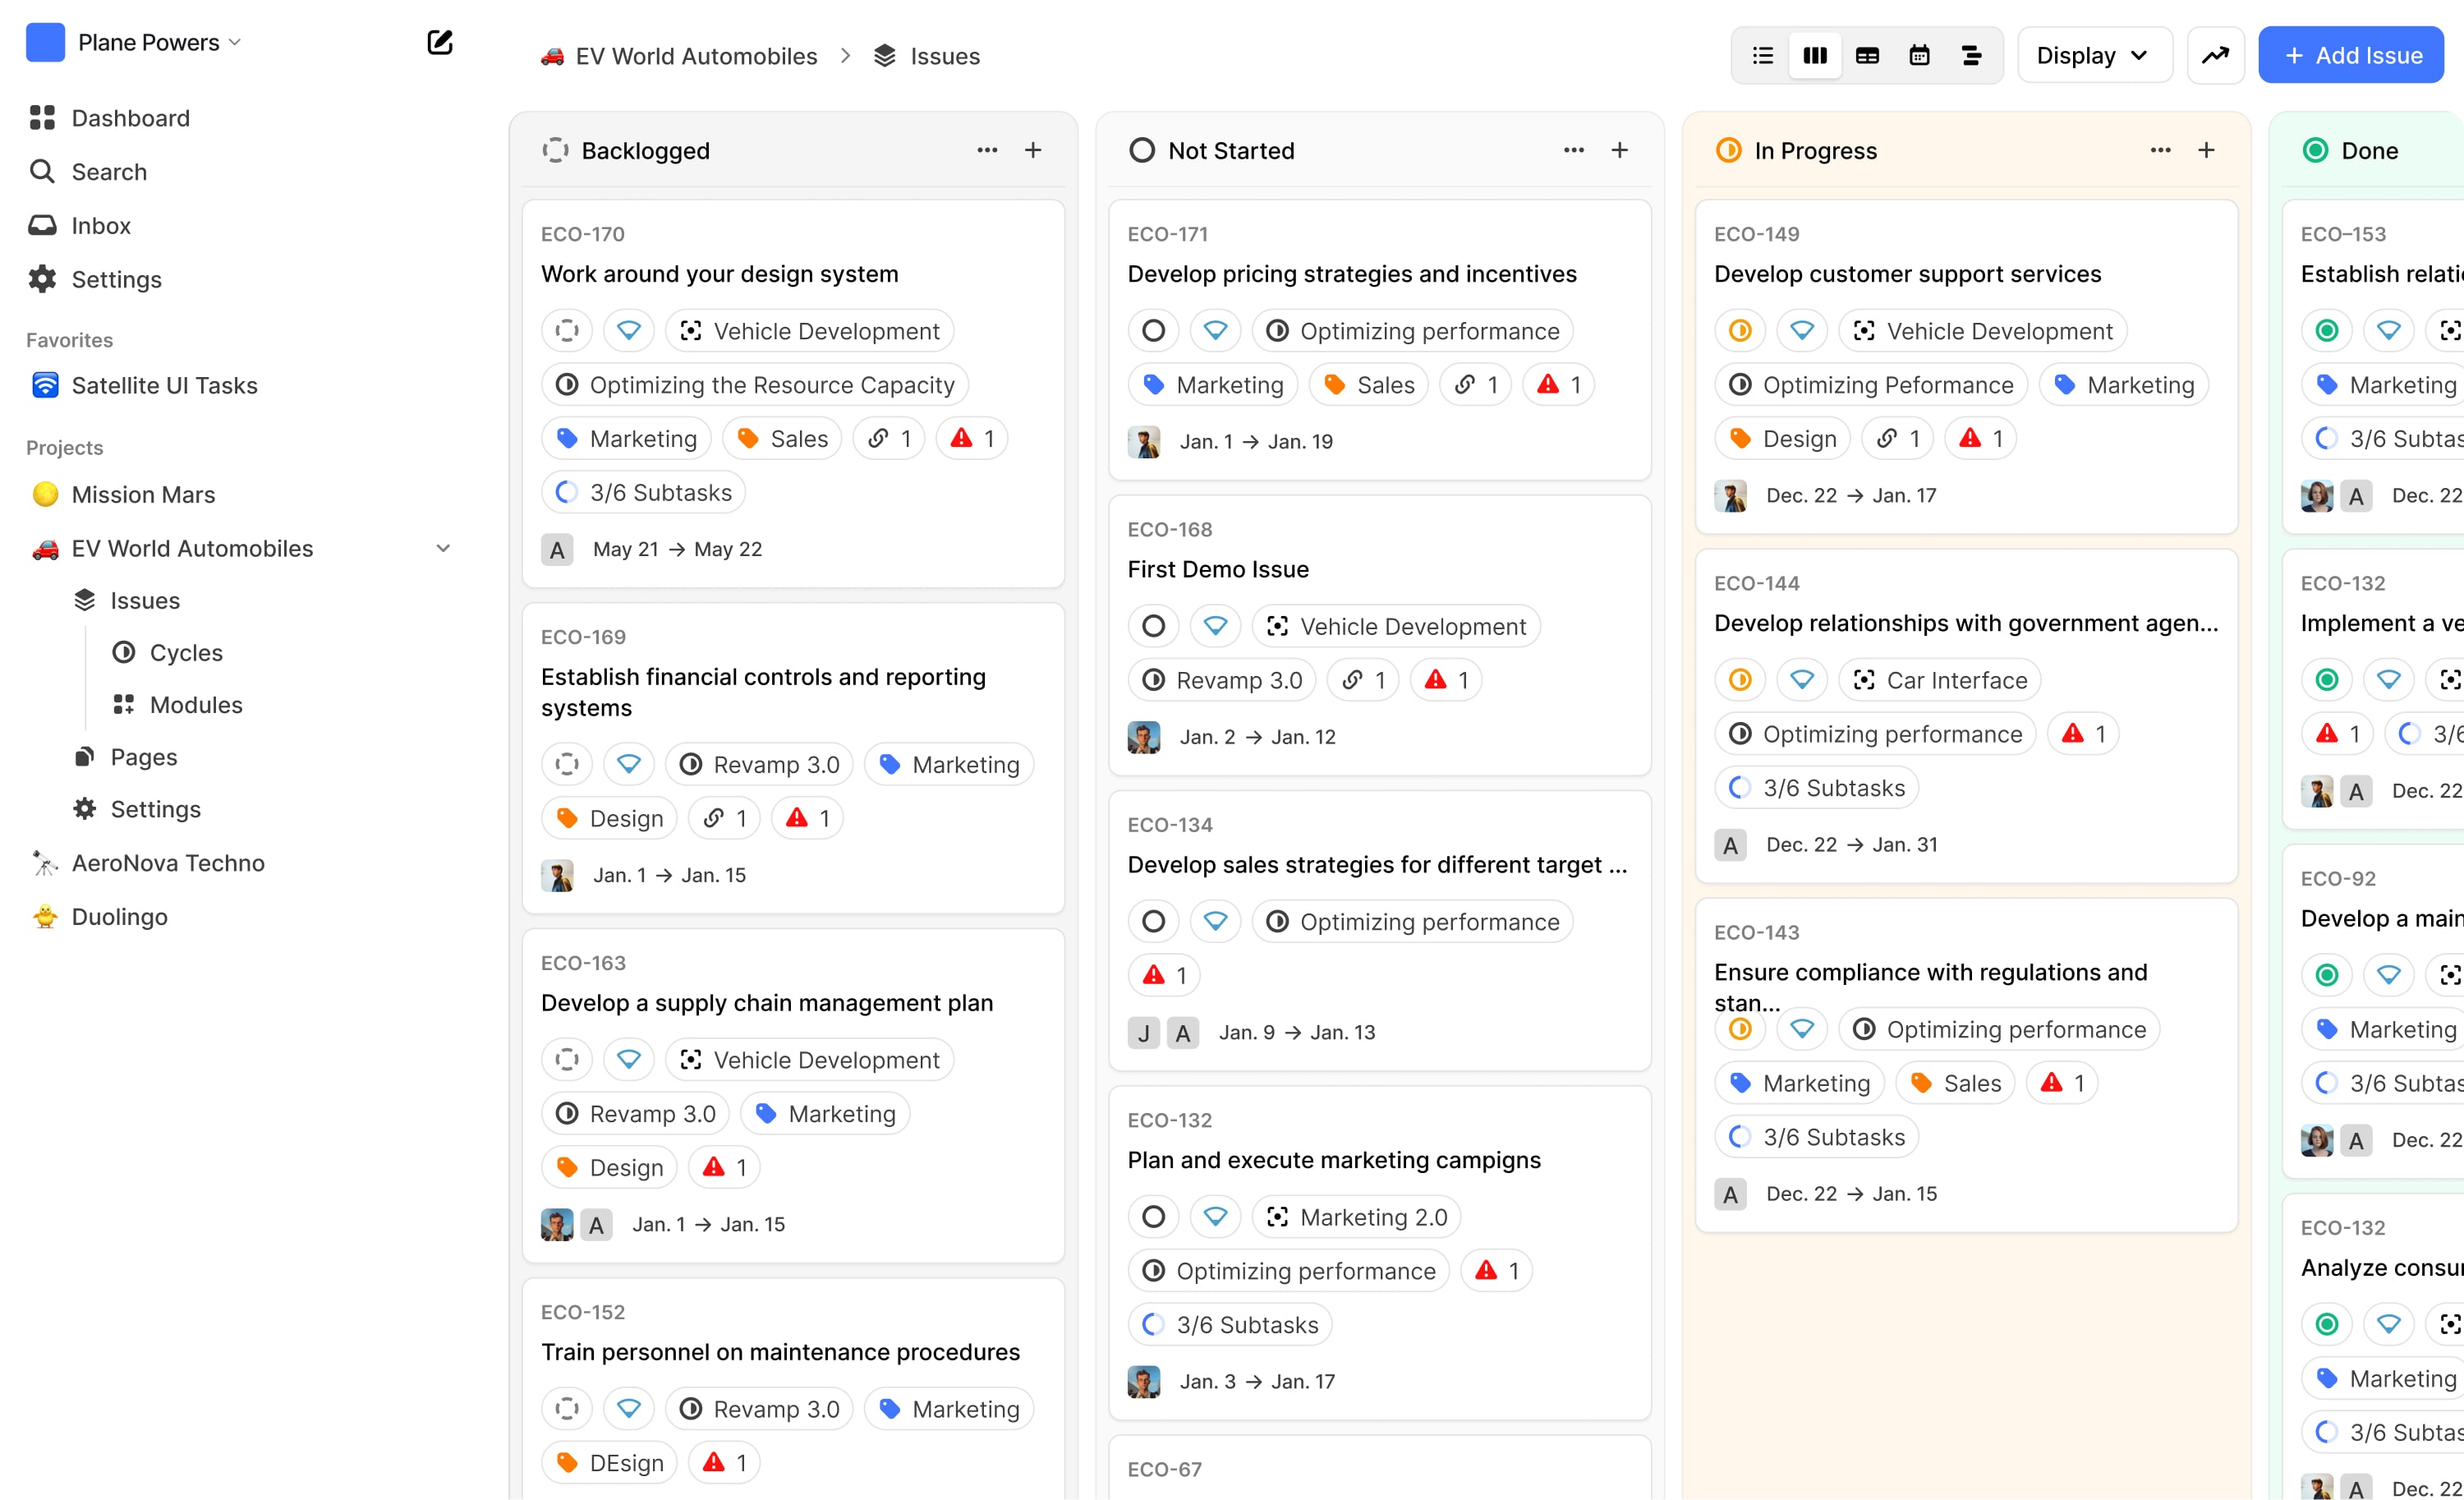 Plane Powers
Dashboard
Search
Inbox
Settings
Favorites
Satellite UI Tasks
Projects
Mission Mars
EV World Automobiles
Issues
Cycles
Modules
Pages
Settings
AeroNova Techno
Duolingo
EV World Automobiles > Issues
Display
+ Add Issue
Backlogged
ECO-170
Work around your design system
Vehicle Development
Optimizing the Resource Capacity
Marketing Sales 1 1
3/6 Subtasks
A May 21 → May 22
ECO-169
Establish financial controls and reporting
systems
Revamp 3.0 Marketing
Design 1 1
Jan. 1 → Jan. 15
ECO-163
Develop a supply chain management plan
Vehicle Development
Revamp 3.0 Marketing
Design 1
A Jan. 1 → Jan. 15
ECO-152
Train personnel on maintenance procedures
Revamp 3.0 Marketing
DEsign 1
Not Started
ECO-171
Develop pricing strategies and incentives
Optimizing performance
Marketing Sales 1 1
Jan. 1 → Jan. 19
ECO-168
First Demo Issue
Vehicle Development
Revamp 3.0 1 1
Jan. 2 → Jan. 12
ECO-134
Develop sales strategies for different target ...
Optimizing performance
1
J A Jan. 9 → Jan. 13
ECO-132
Plan and execute marketing campigns
Marketing 2.0
Optimizing performance 1
3/6 Subtasks
Jan. 3 → Jan. 17
ECO-67
In Progress
ECO-149
Develop customer support services
Vehicle Development
Optimizing Peformance Marketing
Design 1 1
Dec. 22 → Jan. 17
ECO-144
Develop relationships with government agen...
Car Interface
Optimizing performance 1
3/6 Subtasks
A Dec. 22 → Jan. 31
ECO-143
Ensure compliance with regulations and
stan...
Optimizing performance
Marketing Sales 1
3/6 Subtasks
A Dec. 22 → Jan. 15
Done
ECO–153
Establish relati
Marketing
3/6 Subtas
A Dec. 22
ECO-132
Implement a ve
1 3/6
A Dec. 22
ECO-92
Develop a main
Marketing
3/6 Subtas
A Dec. 22
ECO-132
Analyze consu
Marketing
3/6 Subtas
A Dec. 22